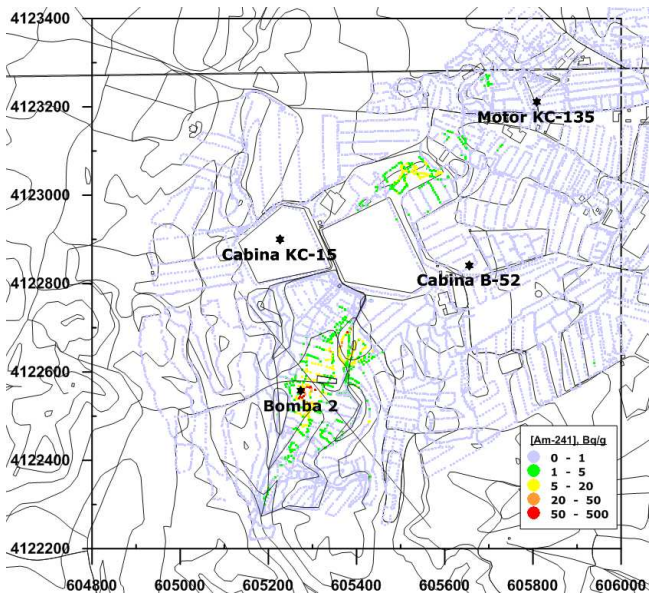 4123400
4123200
Motor KC-135
4123000
Cabina KC-15
4122800
Cabina B-52
4122600
Bomba 2
[Am-241], Bq/g
0 - 1
1 - 5
5 - 20
20 - 50
50 - 500
4122400
4122200
604800 605000 605200 605400 605600 605800 606000